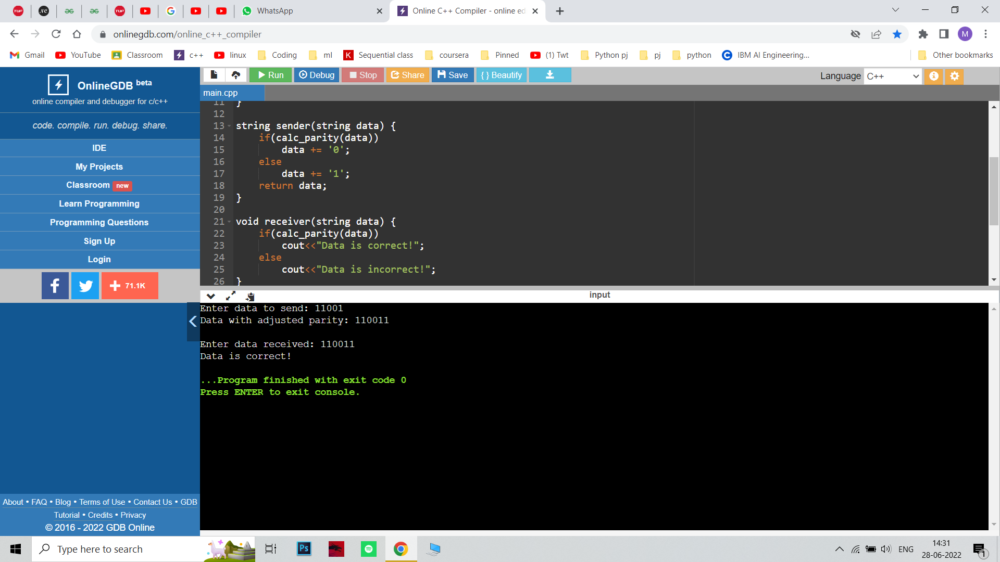 WhatsApp
Online C++ Compiler - online ed
onlinegdb.com/online_c++_compiler
M
Gmail YouTube Classroom c++ linux Coding ml K Sequential class coursera Pinned (1) Twt Python pj pj python C IBM AI Engineering... Other bookmarks
OnlineGDB beta
online compiler and debugger for c/c++
code. compile. run. debug. share.
IDE
My Projects
Classroom new
Learn Programming
Programming Questions
Sign Up
Login
f + 71.1K
About • FAQ • Blog • Terms of Use • Contact Us • GDB
Tutorial • Credits • Privacy
© 2016 - 2022 GDB Online
Run Debug Stop Share Save { } Beautify Language C++
main.cpp
11 }
12
13 string sender(string data) {
14 if(calc_parity(data))
15 data += '0';
16 else
17 data += '1';
18 return data;
19 }
20
21 void receiver(string data) {
22 if(calc_parity(data))
23 cout<<"Data is correct!";
24 else
25 cout<<"Data is incorrect!";
26 }
input
Enter data to send: 11001
Data with adjusted parity: 110011
Enter data received: 110011
Data is correct!
...Program finished with exit code 0
Press ENTER to exit console.
Type here to search
Ps
ENG
14:31
28-06-2022
1